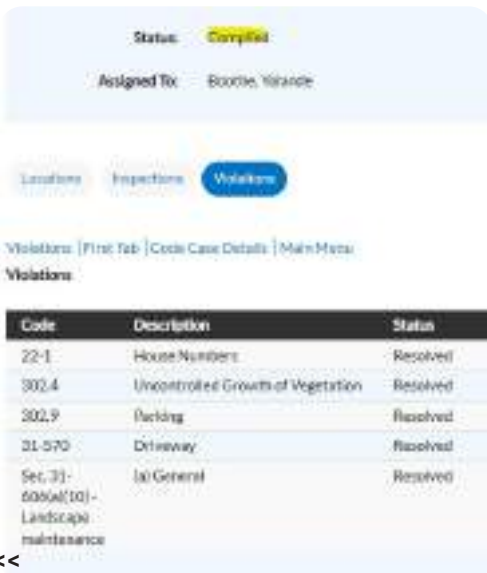 Status: Complied
Assigned To: Boothe, Yolande
Locations Inspections Violations
Violations | First Tab | Code Case Details | Main Menu
Violations
Code Description Status
22-1 House Numbers Resolved
302.4 Uncontrolled Growth of Vegetation Resolved
302.9 Parking Resolved
31-570 Driveway Resolved
Sec. 31- (a) General Resolved
606(a)(10) -
Landscape
maintenance
<<